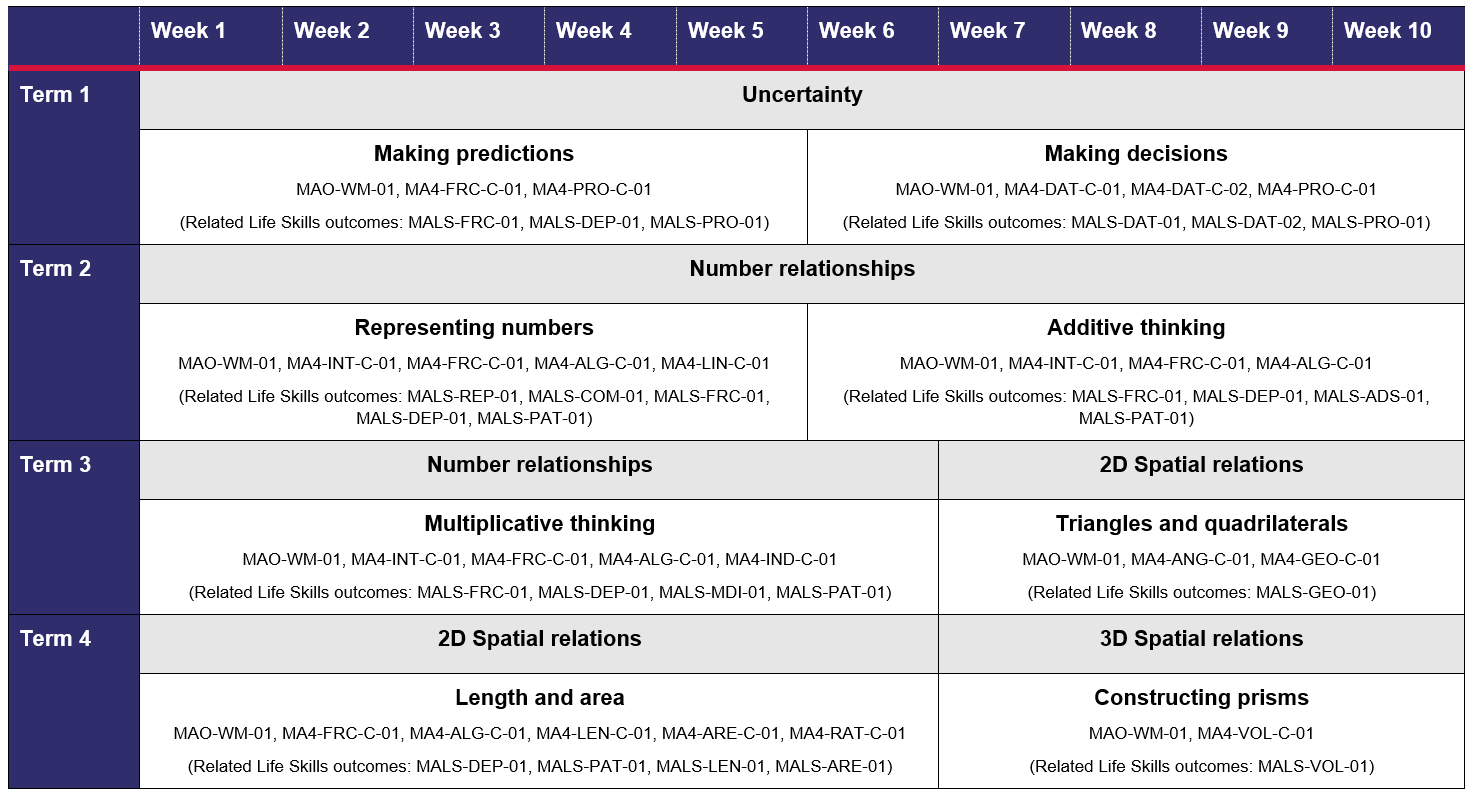 Week 1 Week 2 Week 3 Week 4 Week 5 Week 6 Week 7 Week 8 Week 9 Week 10
Term 1
Uncertainty
Making predictions
MAO-WM-01, MA4-FRC-C-01, MA4-PRO-C-01
(Related Life Skills outcomes: MALS-FRC-01, MALS-DEP-01, MALS-PRO-01)
Making decisions
MAO-WM-01, MA4-DAT-C-01, MA4-DAT-C-02, MA4-PRO-C-01
(Related Life Skills outcomes: MALS-DAT-01, MALS-DAT-02, MALS-PRO-01)
Term 2
Number relationships
Representing numbers
MAO-WM-01, MA4-INT-C-01, MA4-FRC-C-01, MA4-ALG-C-01, MA4-LIN-C-01
(Related Life Skills outcomes: MALS-REP-01, MALS-COM-01, MALS-FRC-01,
MALS-DEP-01, MALS-PAT-01)
Additive thinking
MAO-WM-01, MA4-INT-C-01, MA4-FRC-C-01, MA4-ALG-C-01
(Related Life Skills outcomes: MALS-FRC-01, MALS-DEP-01, MALS-ADS-01,
MALS-PAT-01)
Term 3
Number relationships
2D Spatial relations
Multiplicative thinking
MAO-WM-01, MA4-INT-C-01, MA4-FRC-C-01, MA4-ALG-C-01, MA4-IND-C-01
(Related Life Skills outcomes: MALS-FRC-01, MALS-DEP-01, MALS-MDI-01, MALS-PAT-01)
Triangles and quadrilaterals
MAO-WM-01, MA4-ANG-C-01, MA4-GEO-C-01
(Related Life Skills outcomes: MALS-GEO-01)
Term 4
2D Spatial relations
3D Spatial relations
Length and area
MAO-WM-01, MA4-FRC-C-01, MA4-ALG-C-01, MA4-LEN-C-01, MA4-ARE-C-01, MA4-RAT-C-01
(Related Life Skills outcomes: MALS-DEP-01, MALS-PAT-01, MALS-LEN-01, MALS-ARE-01)
Constructing prisms
MAO-WM-01, MA4-VOL-C-01
(Related Life Skills outcomes: MALS-VOL-01)